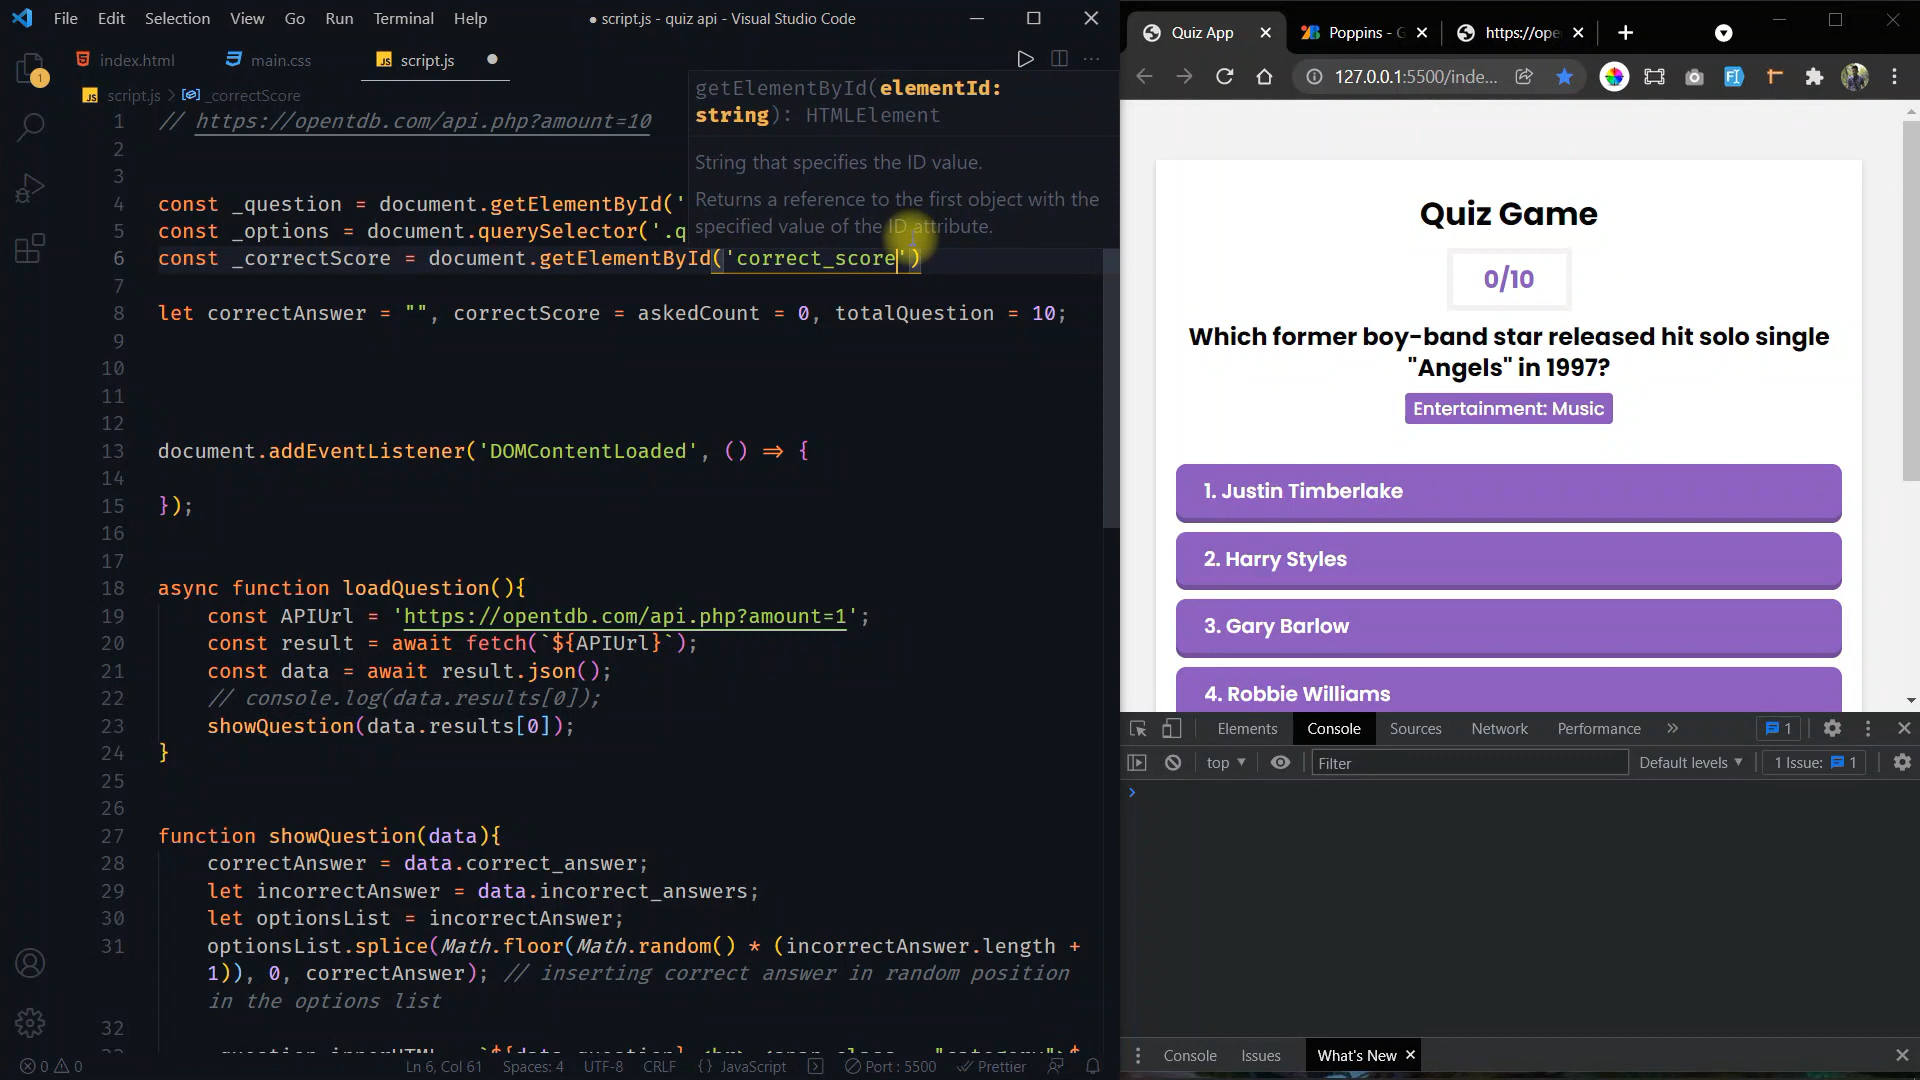 File Edit Selection View Go Run Terminal Help
● script.js - quiz api - Visual Studio Code
index.html
main.css
JS script.js
JS script.js > _correctScore
1 // https://opentdb.com/api.php?amount=10
2
3
4 const _question = document.getElementById('
5 const _options = document.querySelector('.q
6 const _correctScore = document.getElementById('correct_score')
7
8 let correctAnswer = "", correctScore = askedCount = 0, totalQuestion = 10;
9
10
11
12
13 document.addEventListener('DOMContentLoaded', () => {
14
15 });
16
17
18 async function loadQuestion(){
19 const APIUrl = 'https://opentdb.com/api.php?amount=1';
20 const result = await fetch(`${APIUrl}`);
21 const data = await result.json();
22 // console.log(data.results[0]);
23 showQuestion(data.results[0]);
24 }
25
26
27 function showQuestion(data){
28 correctAnswer = data.correct_answer;
29 let incorrectAnswer = data.incorrect_answers;
30 let optionsList = incorrectAnswer;
31 optionsList.splice(Math.floor(Math.random() * (incorrectAnswer.length +
1)), 0, correctAnswer); // inserting correct answer in random position
in the options list
32
getElementById(elementId:
string): HTMLElement
String that specifies the ID value.
Returns a reference to the first object with the
specified value of the ID attribute.
1
0 0
Ln 6, Col 61 Spaces: 4 UTF-8 CRLF {} JavaScript Port : 5500 Prettier
Quiz App
Poppins - G
https://ope
127.0.0.1:5500/inde...
Quiz Game
0/10
Which former boy-band star released hit solo single
"Angels" in 1997?
Entertainment: Music
1. Justin Timberlake
2. Harry Styles
3. Gary Barlow
4. Robbie Williams
Elements Console Sources Network Performance » 1
top Filter Default levels 1 Issue: 1
Console Issues What's New